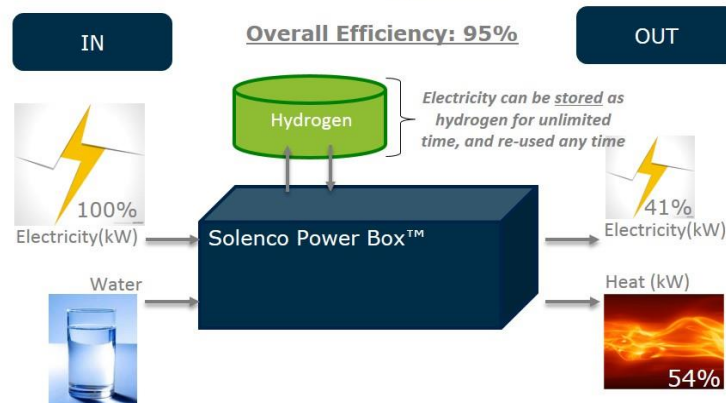 IN
Overall Efficiency: 95%
OUT
Hydrogen
Electricity can be stored as
hydrogen for unlimited
time, and re-used any time
100%
Electricity(kW)
41%
Electricity(kW)
Solenco Power Box™
Water
Heat (kW)
54%